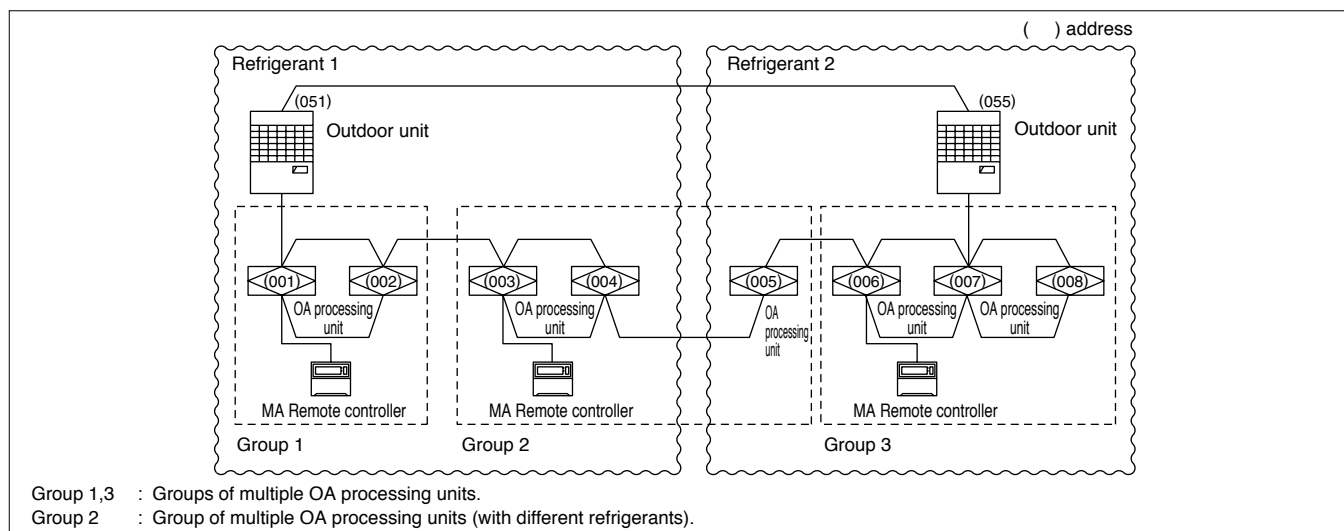 ( ) address
Refrigerant 1
Refrigerant 2
(051)
(055)
Outdoor unit
Outdoor unit
(001)
(002)
(003)
(004)
(005)
(006)
(007)
(008)
OA processing
unit
OA processing
unit
OA
processing
unit
OA processing
unit
OA processing
unit
MA Remote controller
MA Remote controller
MA Remote controller
Group 1
Group 2
Group 3
Group 1,3 : Groups of multiple OA processing units.
Group 2 : Group of multiple OA processing units (with different refrigerants).